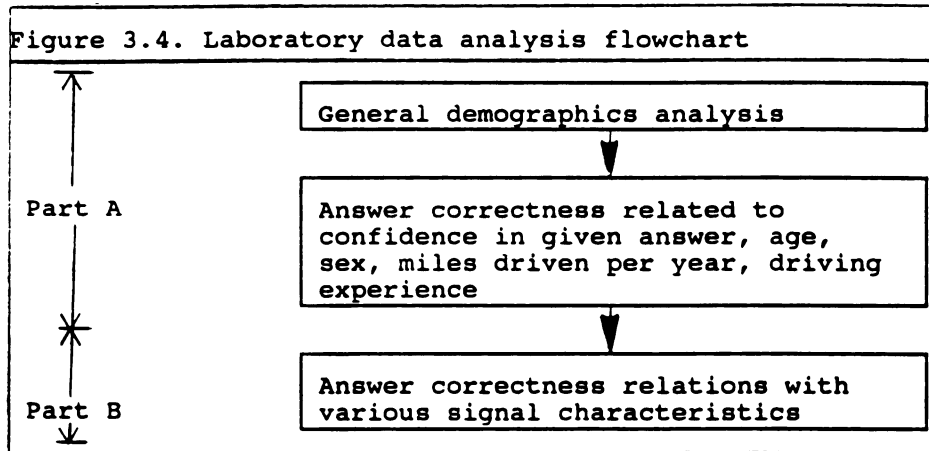 Figure 3.4. Laboratory data analysis flowchart
General demographics analysis
Part A
Answer correctness related to
confidence in given answer, age,
sex, miles driven per year, driving
experience
Part B
Answer correctness relations with
various signal characteristics